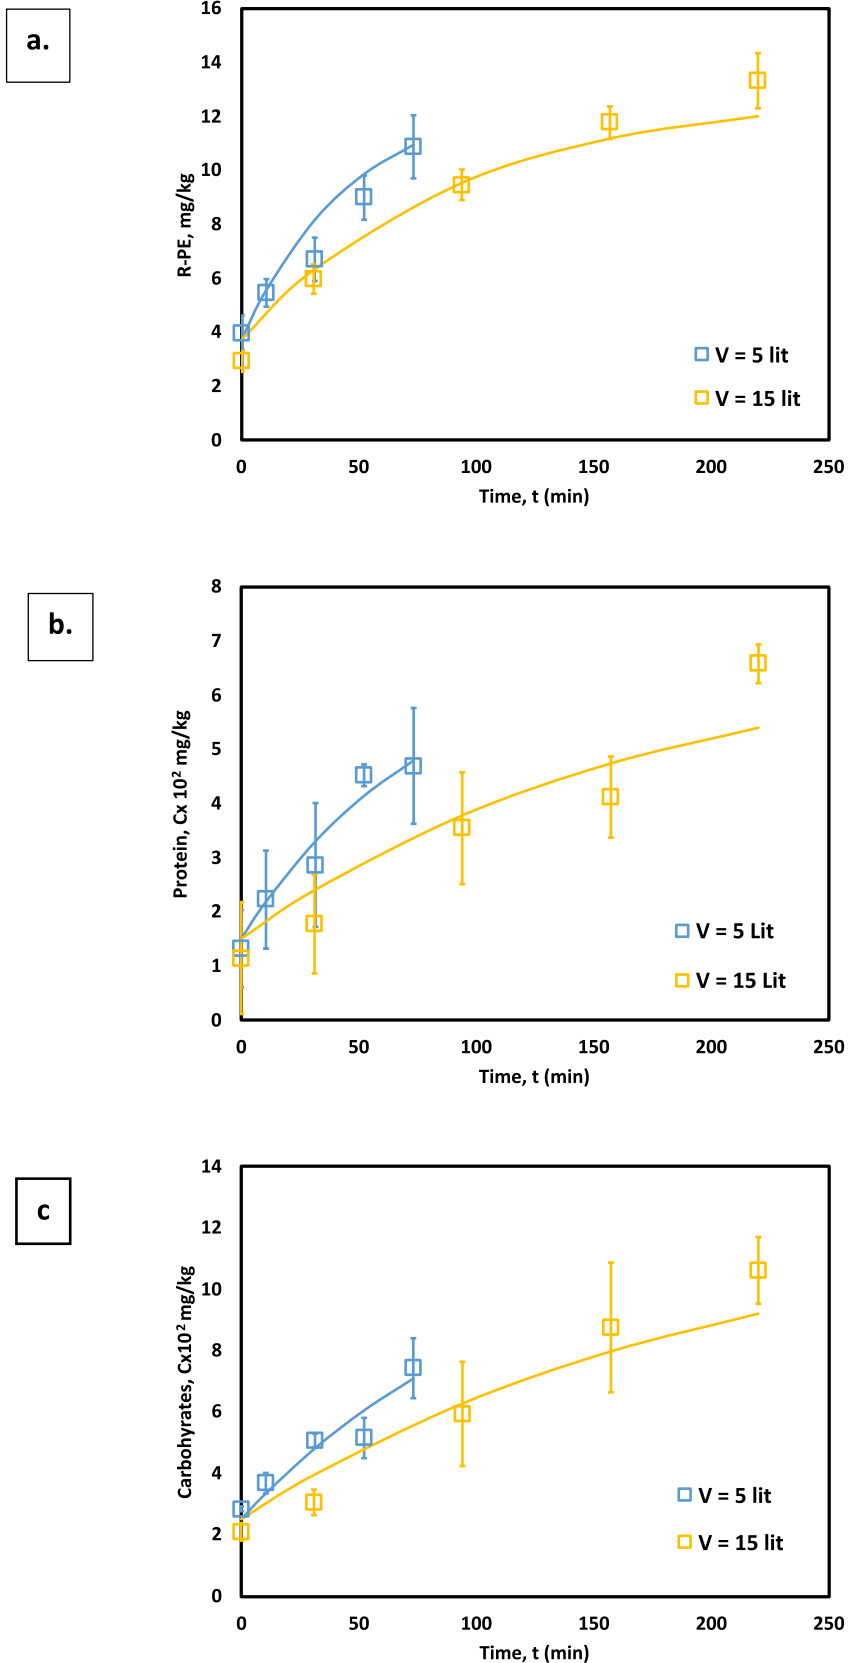 a.
16
14
12
10
8
6
4
2
0
R-PE, mg/kg
V = 5 lit
V = 15 lit
0 50 100 150 200 250
Time, t (min)
b.
8
7
6
5
4
3
2
1
0
Protein, Cx 10² mg/kg
V = 5 Lit
V = 15 Lit
0 50 100 150 200 250
Time, t (min)
c
14
12
10
8
6
4
2
0
Carbohyrates, Cx10² mg/kg
V = 5 lit
V = 15 lit
0 50 100 150 200 250
Time, t (min)